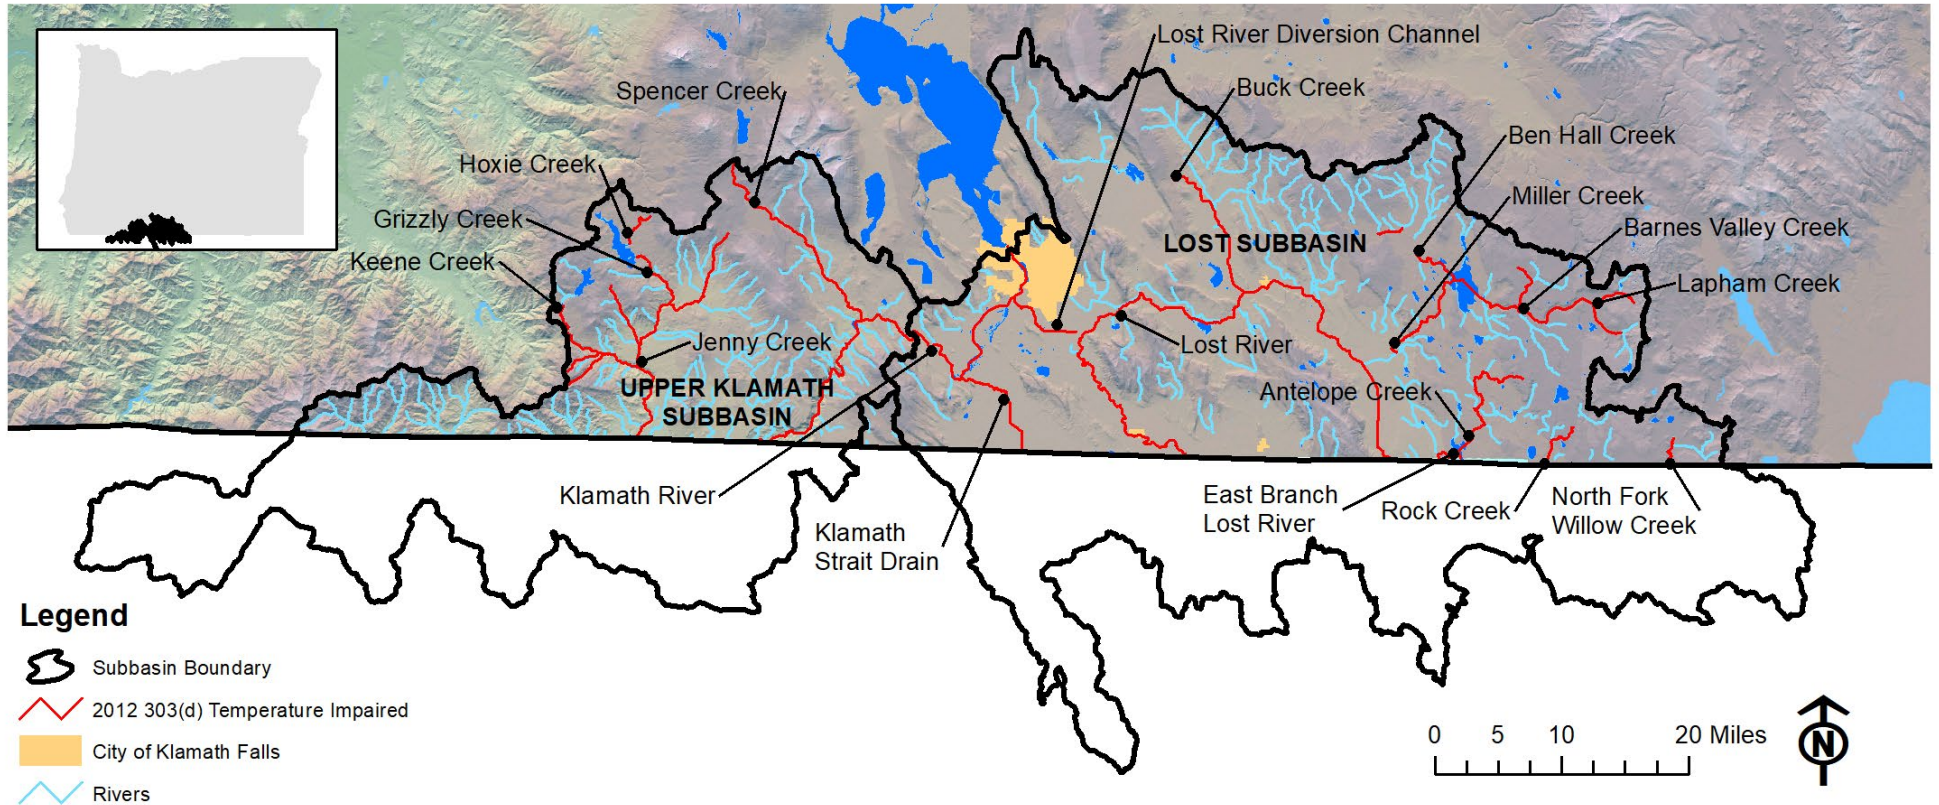 Lost River Diversion Channel
Spencer Creek
Buck Creek
Ben Hall Creek
Hoxie Creek
Miller Creek
Grizzly Creek
Barnes Valley Creek
LOST SUBBASIN
Keene Creek
Lapham Creek
Jenny Creek
Lost River
UPPER KLAMATH
SUBBASIN
Antelope Creek
Klamath River
East Branch
Lost River
Rock Creek
North Fork
Willow Creek
Klamath
Strait Drain
Legend
Subbasin Boundary
2012 303(d) Temperature Impaired
City of Klamath Falls
Rivers
0 5 10 20 Miles
N